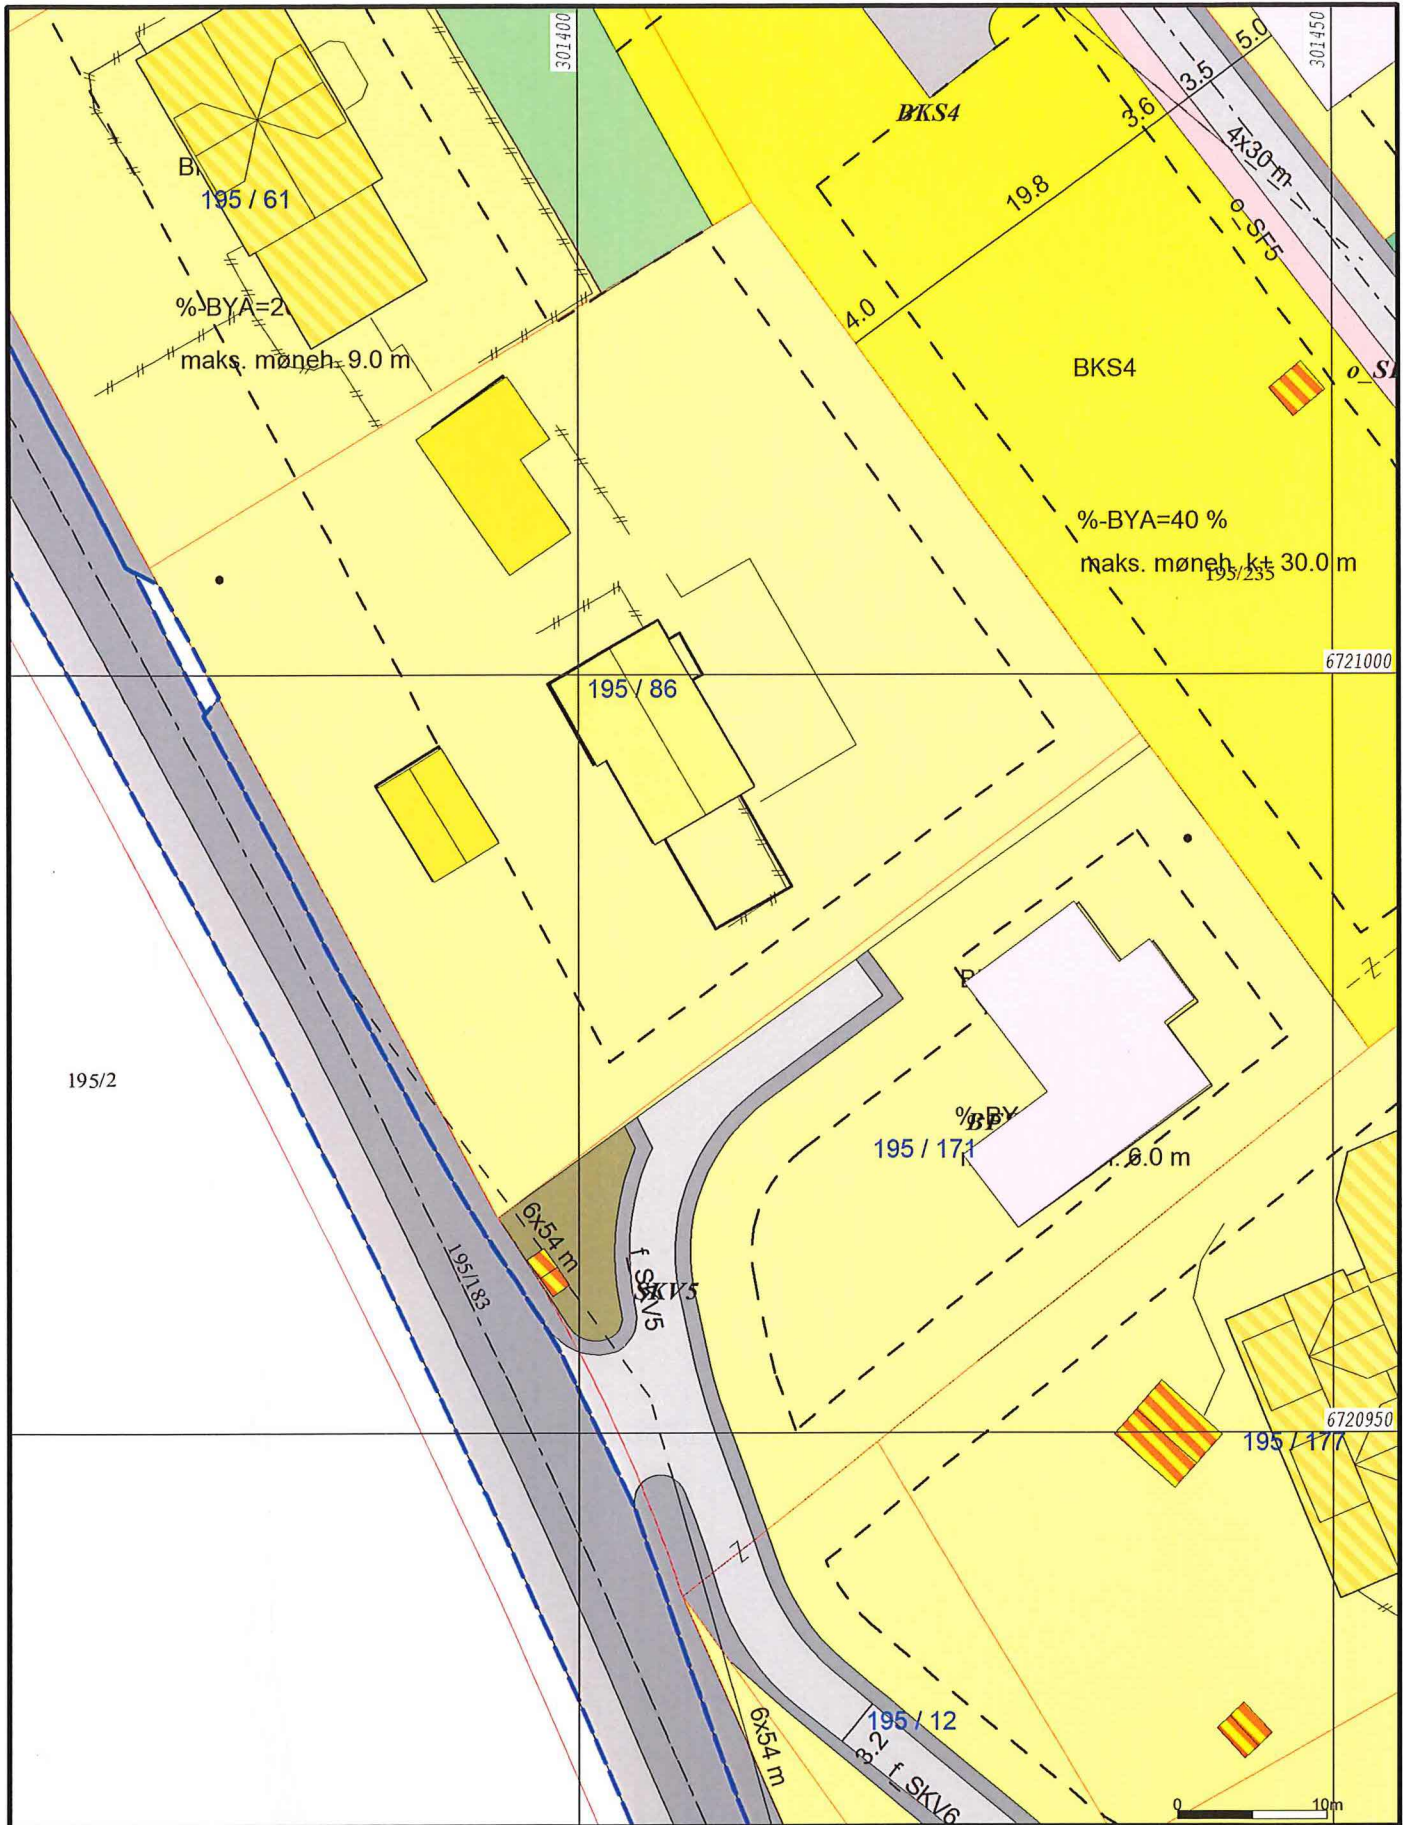 301400
301450
5.0
3.5
3.6
BKS4
4x30 m
19.8
195 / 61
o_SF5
%-BYA=2
4.0
maks. møneh. 9.0 m
BKS4
%-BYA=40 %
maks. møneh. k+ 30.0 m
195/235
6721000
195 / 86
195/2
195 / 171
6.0 m
6x54 m
195/183
f_SKV5
SKV5
6720950
195 / 177
6x54 m
195 / 12
3.2
f_SKV6
0
10m